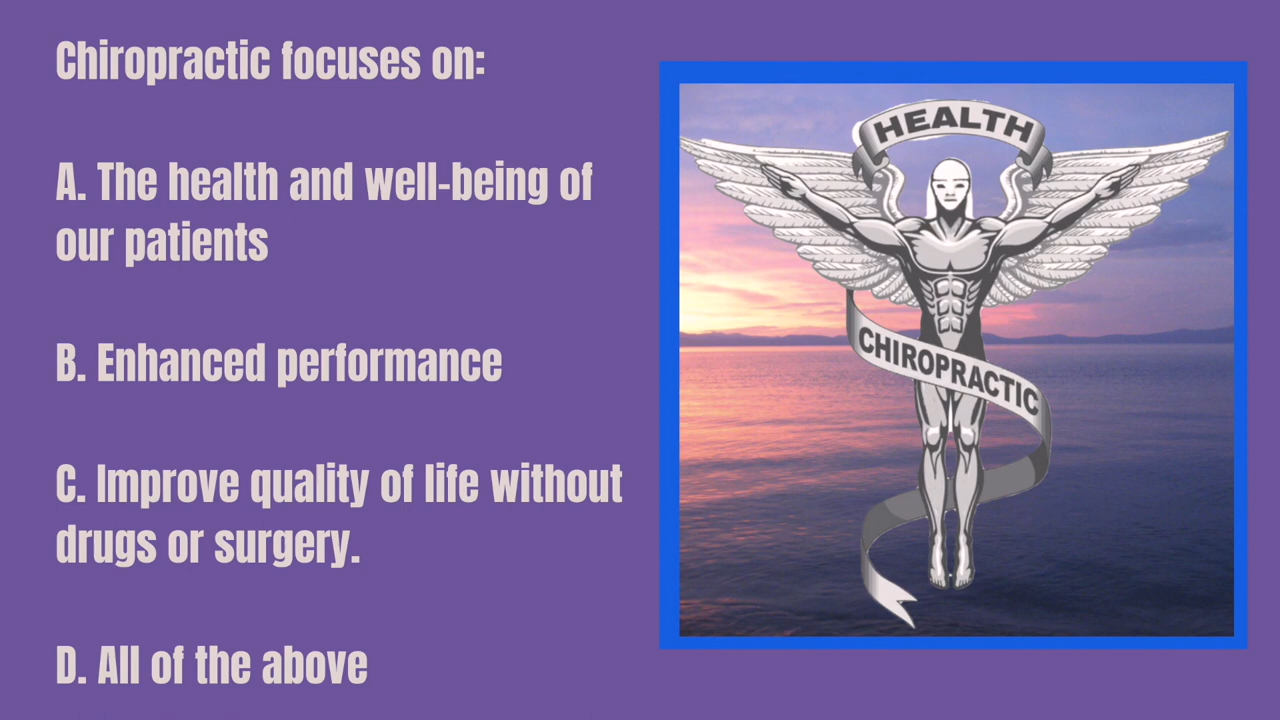 Chiropractic focuses on:
A. The health and well-being of
our patients
B. Enhanced performance
C. Improve quality of life without
drugs or surgery.
D. All of the above
HEALTH
CHIROPRACTIC